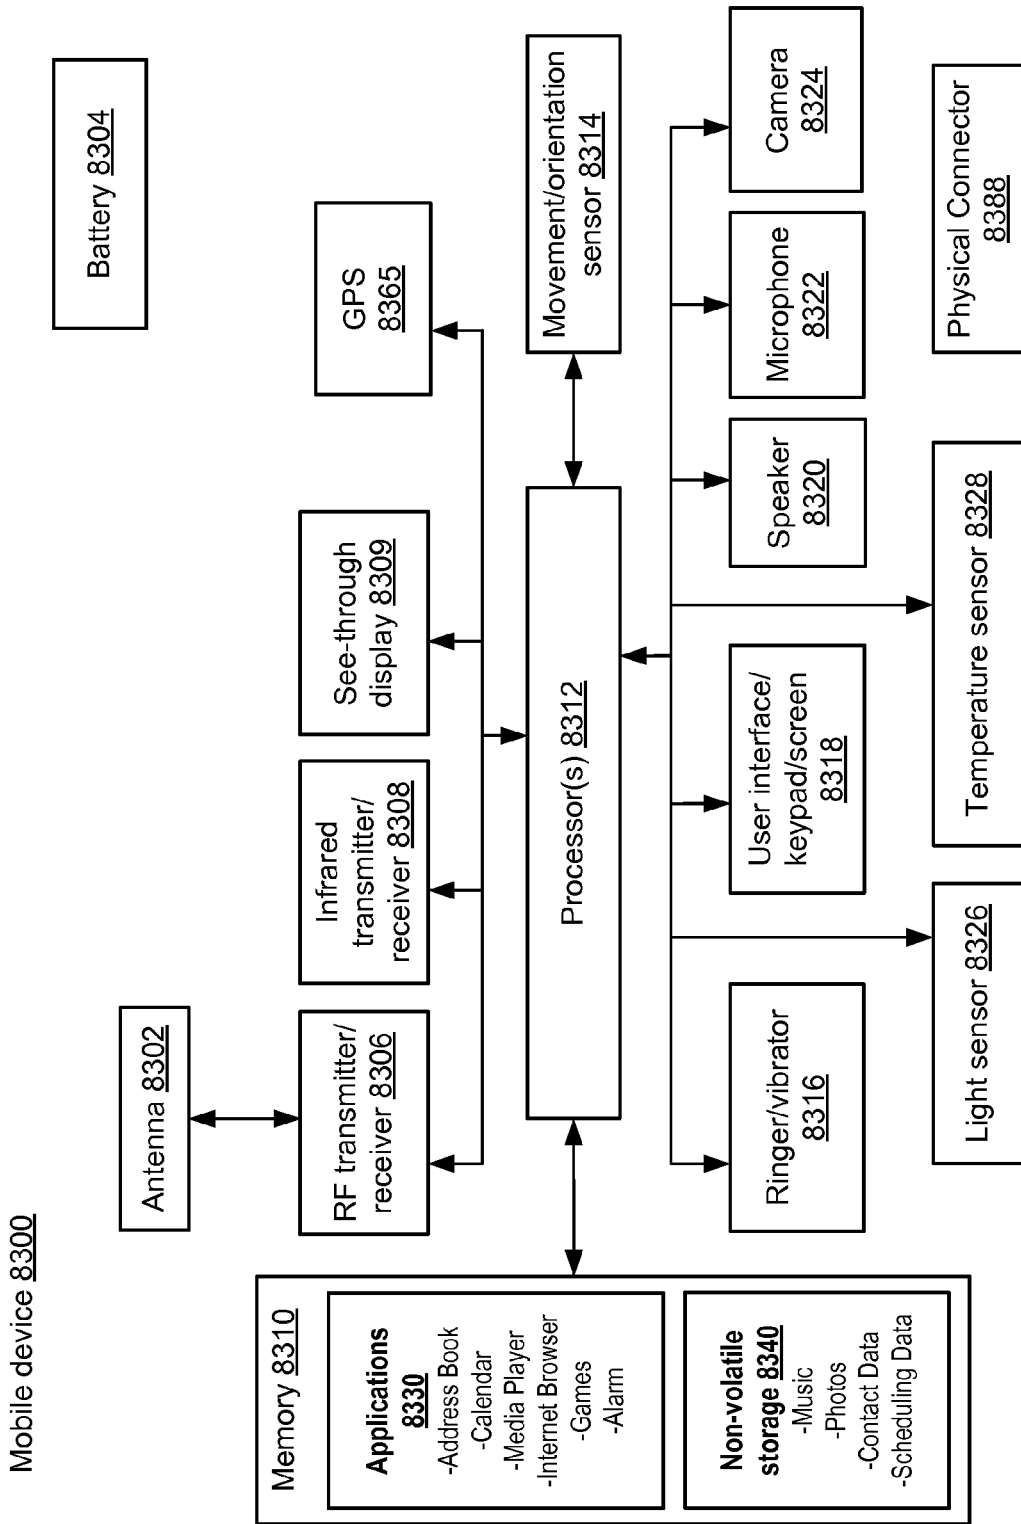 Mobile device 8300
Antenna 8302
Battery 8304
RF transmitter/
receiver 8306
Infrared
transmitter/
receiver 8308
See-through
display 8309
GPS
8365
Memory 8310
Applications
8330
-Address Book
-Calendar
-Media Player
-Internet Browser
-Games
-Alarm
Non-volatile
storage 8340
-Music
-Photos
-Contact Data
-Scheduling Data
Processor(s) 8312
Movement/orientation
sensor 8314
Ringer/vibrator
8316
User interface/
keypad/screen
8318
Speaker
8320
Microphone
8322
Camera
8324
Light sensor 8326
Temperature sensor 8328
Physical Connector
8388